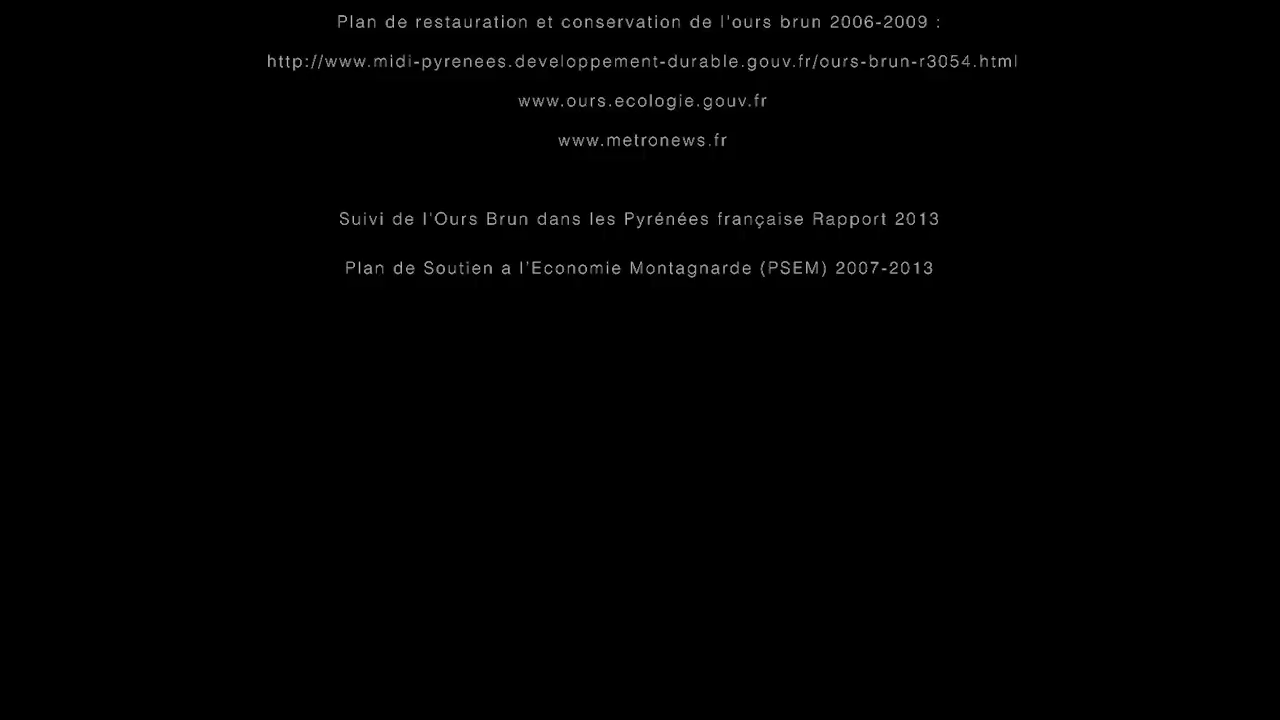 Plan de restauration et conservation de l'ours brun 2006-2009 :
http://www.midi-pyrenees.developpement-durable.gouv.fr/ours-brun-r3054.html
www.ours.ecologie.gouv.fr
www.metronews.fr
Suivi de l'Ours Brun dans les Pyrénées française Rapport 2013
Plan de Soutien a l'Economie Montagnarde (PSEM) 2007-2013